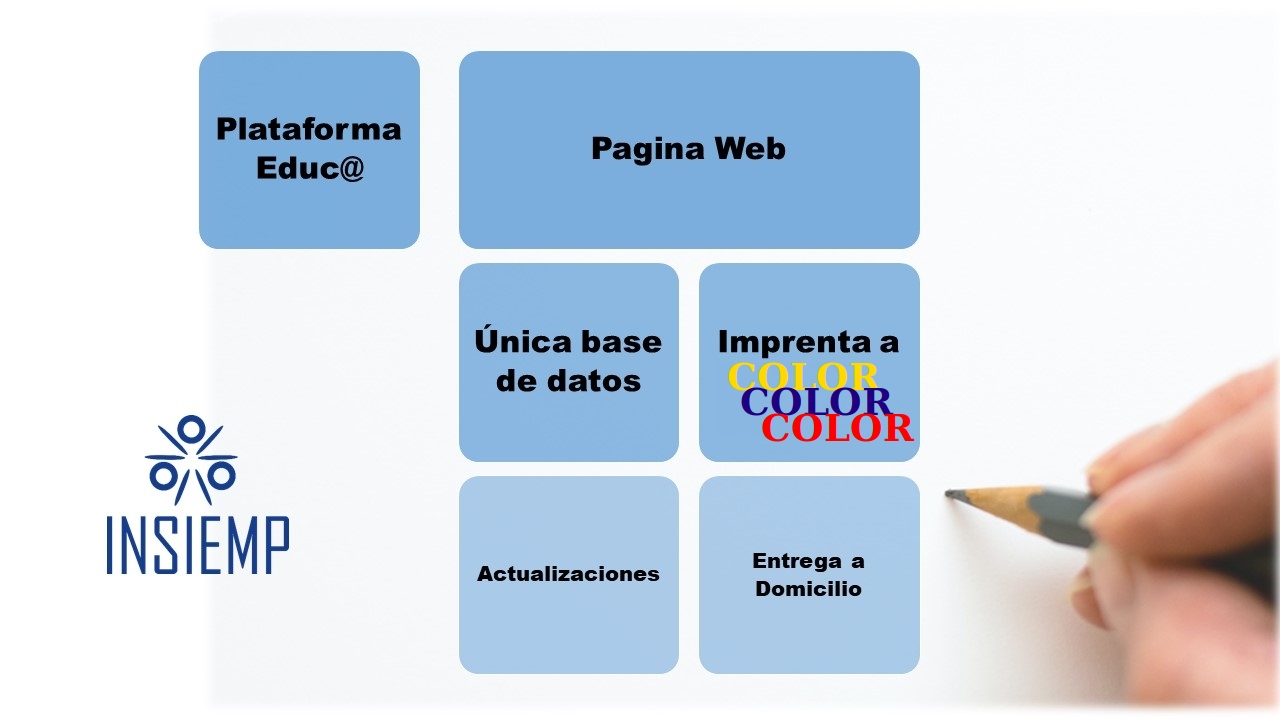 Plataforma
Educ@
Pagina Web
Única base
de datos
Imprenta a
COLOR
COLOR
COLOR
INSIEMP
Actualizaciones
Entrega a
Domicilio